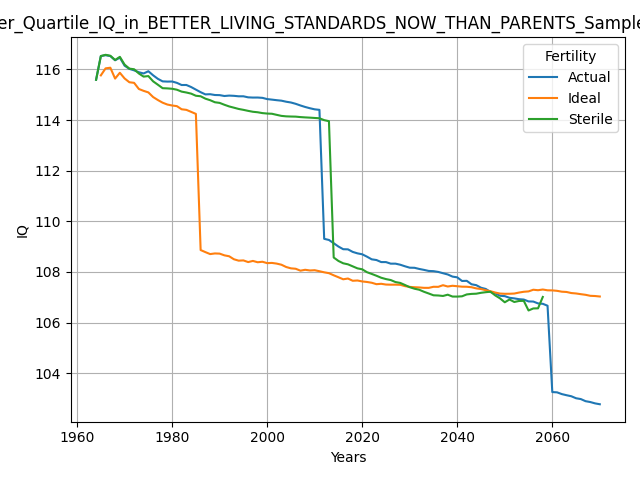 er_Quartile_IQ_in_BETTER_LIVING_STANDARDS_NOW_THAN_PARENTS_Sample
Fertility
Actual
Ideal
Sterile
116
114
112
110
108
106
104
IQ
1960
1980
2000
2020
2040
2060
Years